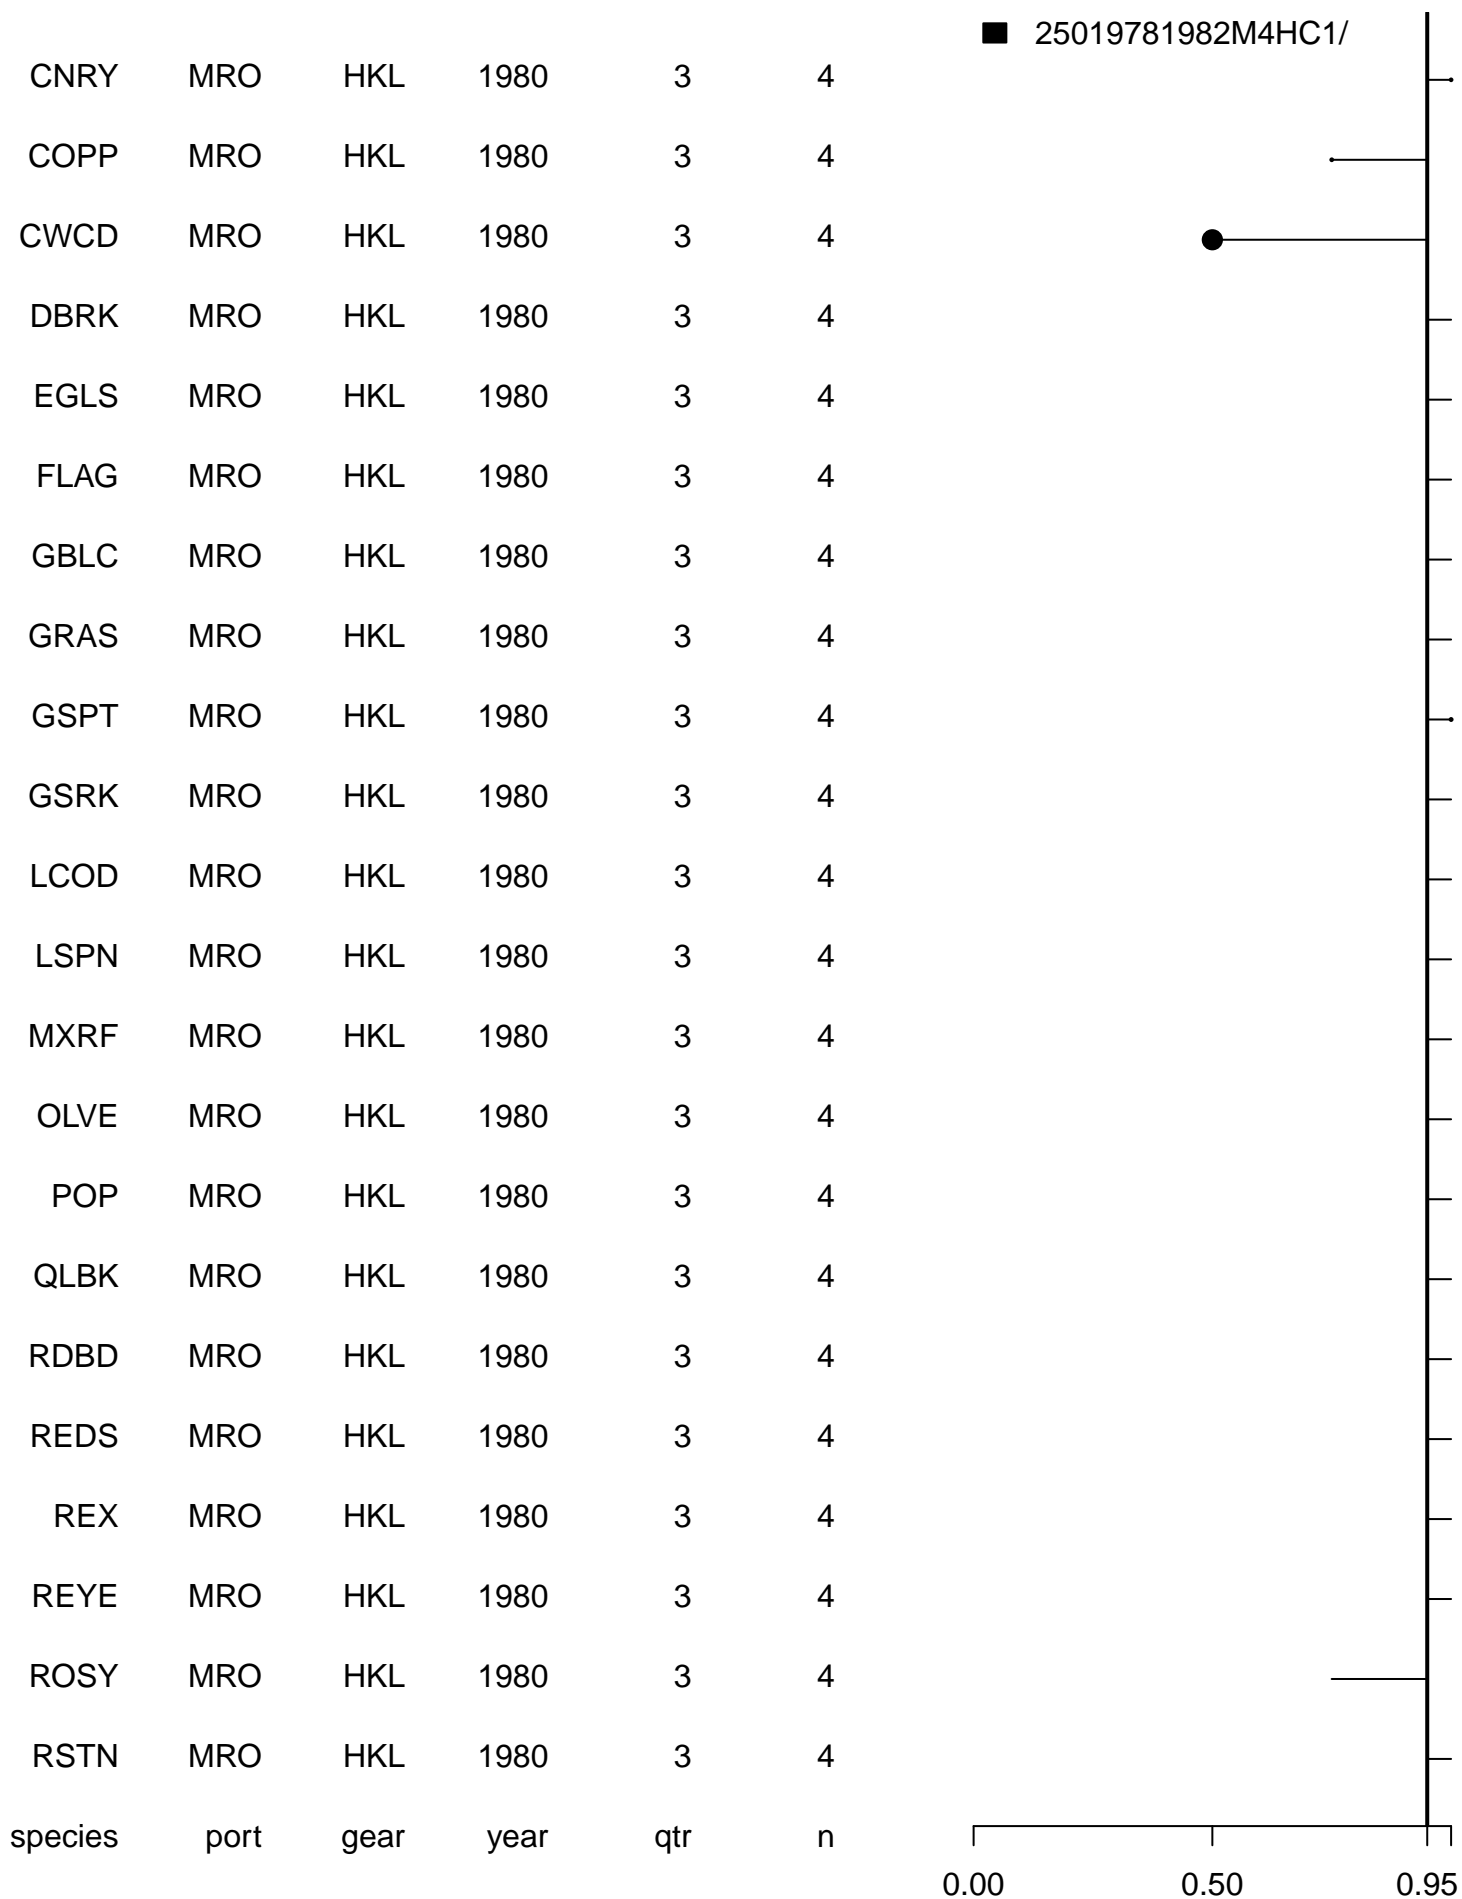 25019781982M4HC1/
CNRY MRO HKL 1980 3 4
COPP MRO HKL 1980 3 4
CWCD MRO HKL 1980 3 4
DBRK MRO HKL 1980 3 4
EGLS MRO HKL 1980 3 4
FLAG MRO HKL 1980 3 4
GBLC MRO HKL 1980 3 4
GRAS MRO HKL 1980 3 4
GSPT MRO HKL 1980 3 4
GSRK MRO HKL 1980 3 4
LCOD MRO HKL 1980 3 4
LSPN MRO HKL 1980 3 4
MXRF MRO HKL 1980 3 4
OLVE MRO HKL 1980 3 4
POP MRO HKL 1980 3 4
QLBK MRO HKL 1980 3 4
RDBD MRO HKL 1980 3 4
REDS MRO HKL 1980 3 4
REX MRO HKL 1980 3 4
REYE MRO HKL 1980 3 4
ROSY MRO HKL 1980 3 4
RSTN MRO HKL 1980 3 4
species port gear year qtr n
0.00 0.50 0.95